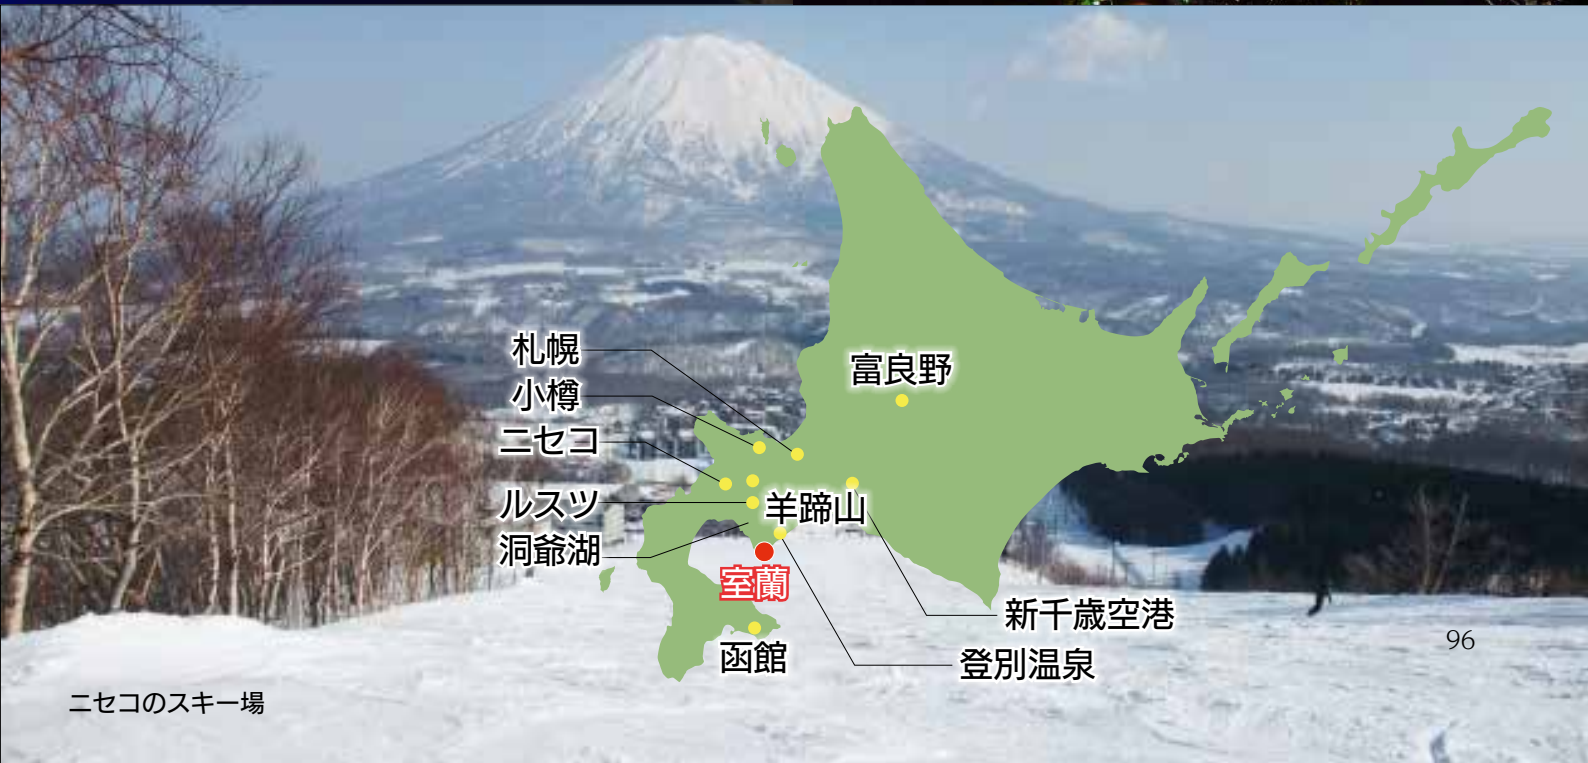 札幌
小樽
ニセコ
ルスツ
洞爺湖
富良野
羊蹄山
室蘭
函館
新千歳空港
登別温泉
96
ニセコのスキー場